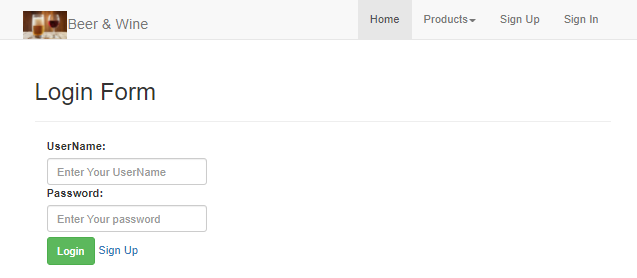 Beer & Wine Home Products Sign Up Sign In
Login Form
UserName:
Enter Your UserName
Password:
Enter Your password
Login Sign Up